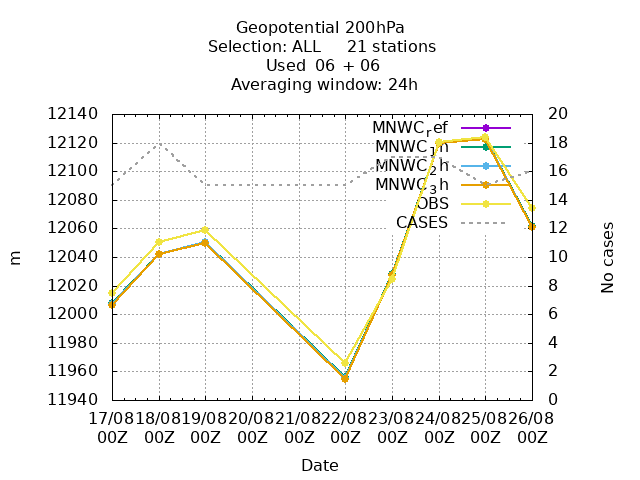 Geopotential 200hPa
Selection: ALL 21 stations
Used 06 + 06
Averaging window: 24h
12140
12120
12100
12080
12060
12040
12020
12000
11980
11960
11940
20
18
16
14
12
10
8
6
4
2
0
m
No cases
MNWC_ref
MNWC_1h
MNWC_2h
MNWC_3h
OBS
CASES
17/08 18/08 19/08 20/08 21/08 22/08 23/08 24/08 25/08 26/08
00Z 00Z 00Z 00Z 00Z 00Z 00Z 00Z 00Z 00Z
Date